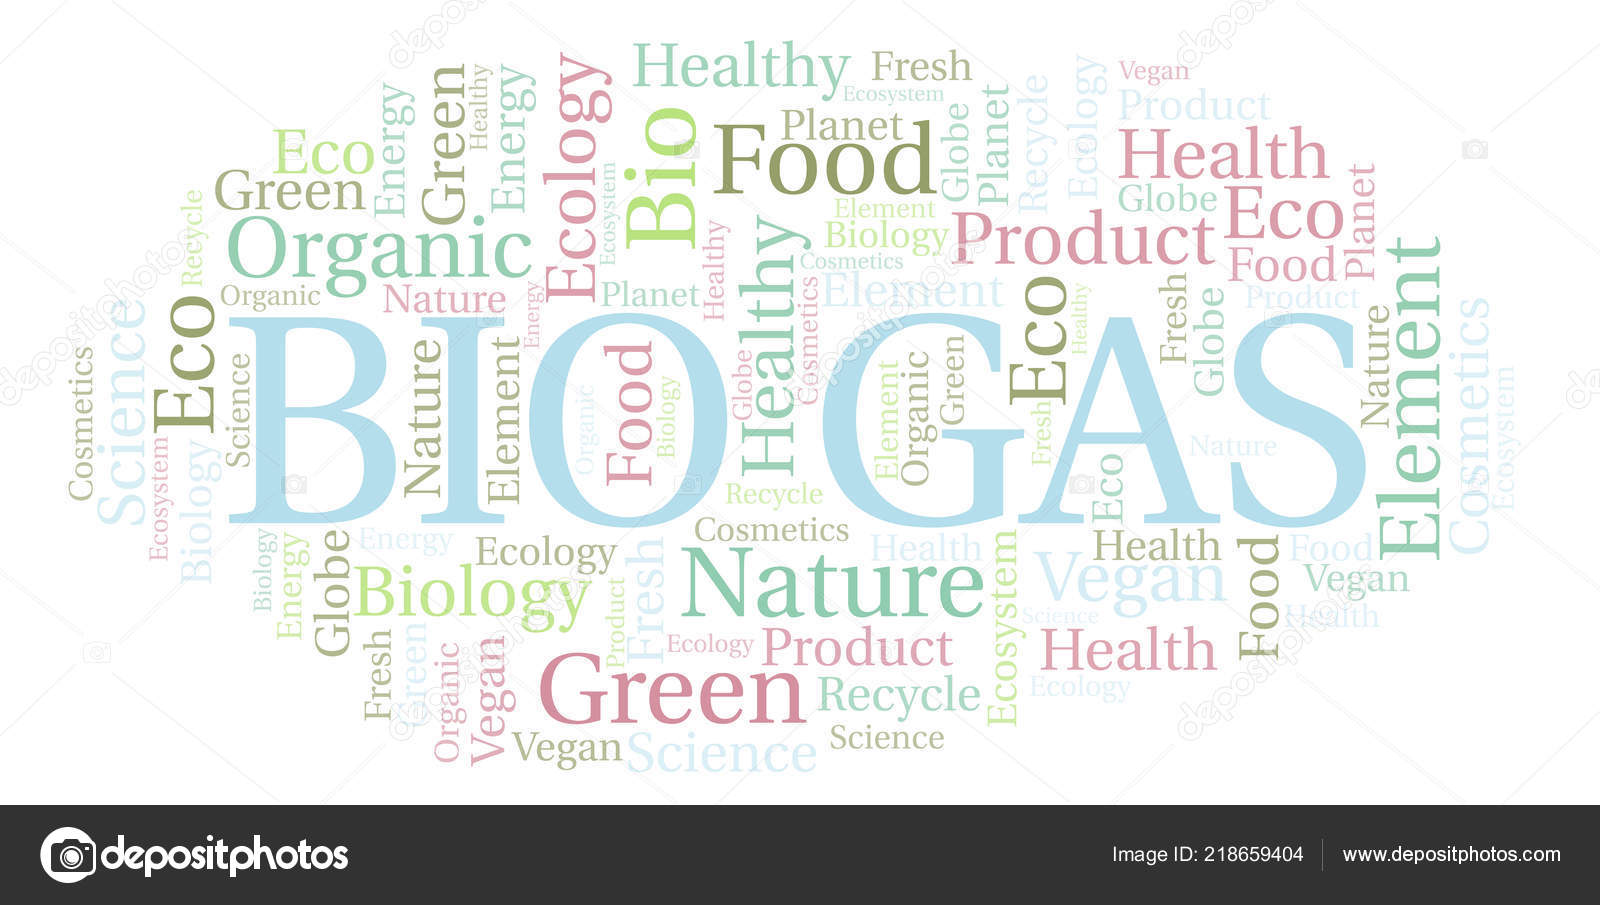 Healthy
Fresh
Vegan
Ecosystem
Product
Ecology
Green
Healthy
Energy
Energy
Bio
Planet
Food
Globe
Planet
Recycle
Ecology
Health
Eco
Green
Globe
Eco
Planet
Recycle
Organic
Ecosystem
Healthy
Element
Biology
Product
Cosmetics
Food
Organic
Nature
Energy
Planet
Healthy
Cosmetics
Element
Eco
Healthy
Fresh
Globe
Product
Nature
Element
Cosmetics
Science
Eco
BIO GAS
Cosmetics
Science
Nature
Element
Organic
Food
Biology
Globe
Element
Organic
Green
Fresh
Nature
Eco
Ecosystem
Ecosystem
Biology
Recycle
Cosmetics
Biology
Energy
Globe
Energy
Ecology
Biology
Product
Fresh
Nature
Health
Ecosystem
Vegan
Health
Food
Food
Vegan
Science
Health
Fresh
Green
Organic
Vegan
Ecology
Product
Health
Green
Recycle
Ecology
Vegan
Science
Science
depositphotos
Image ID: 218659404
www.depositphotos.com